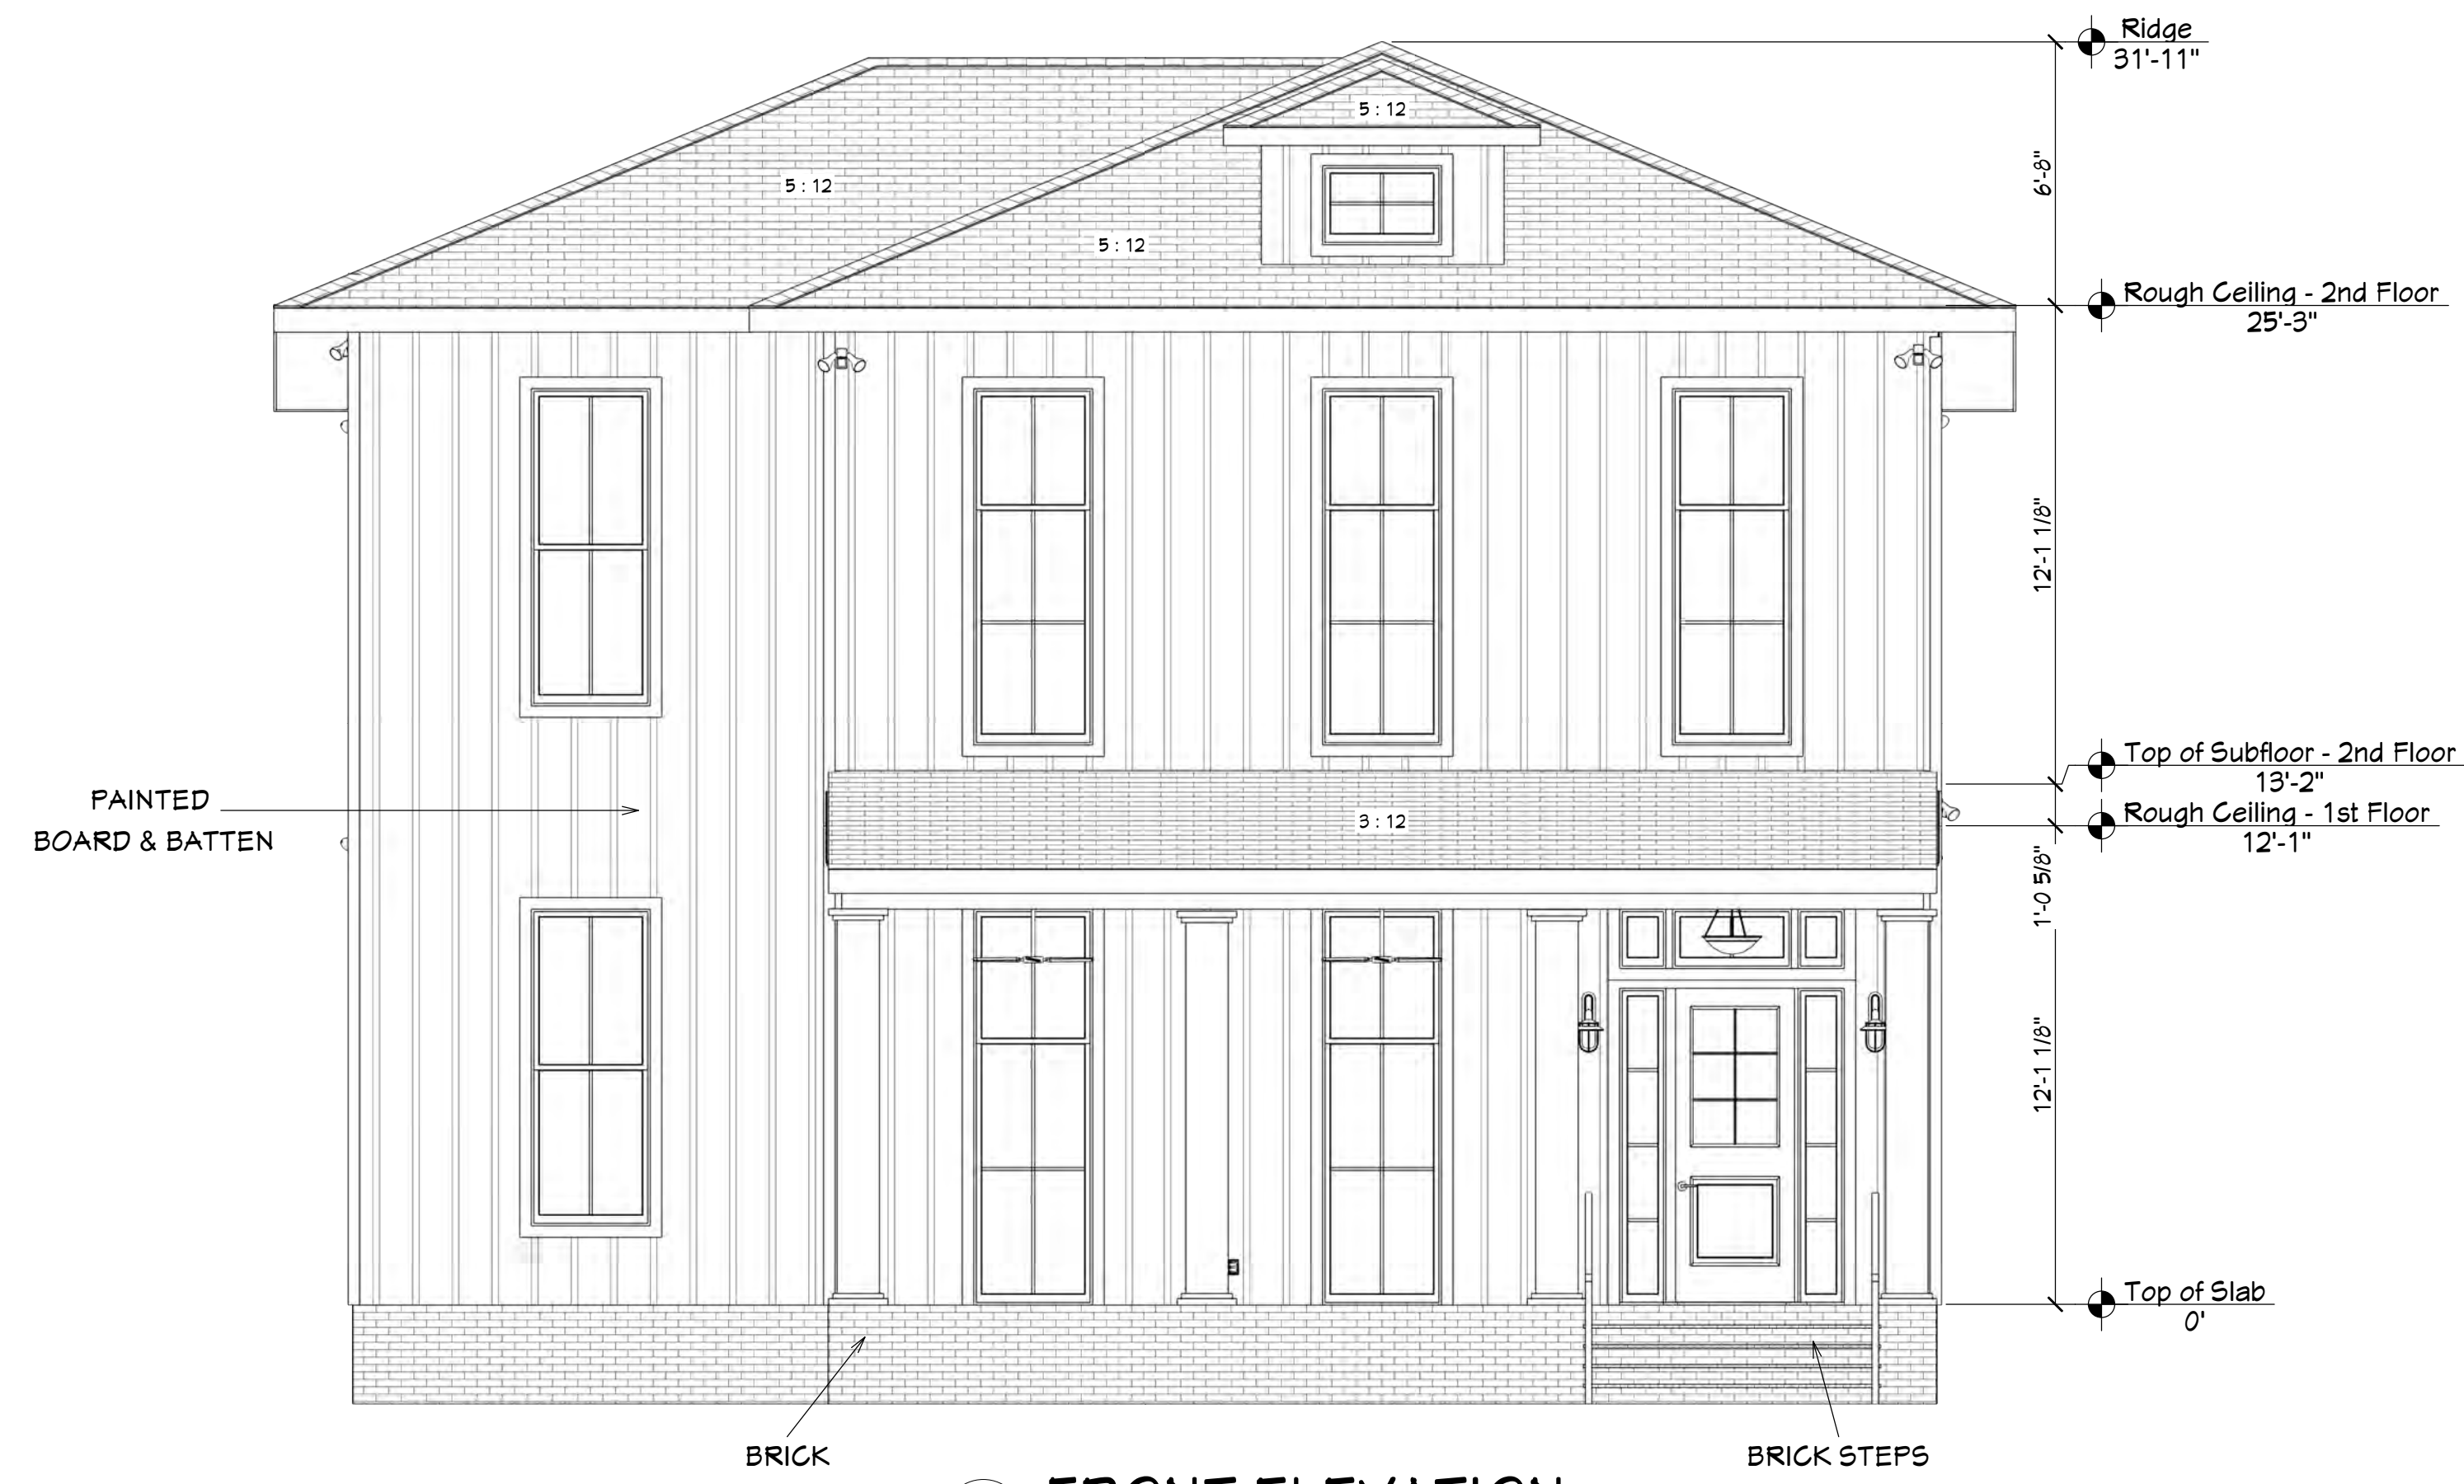 Ridge
31'-11"
5 : 12
6'-8"
5 : 12
5 : 12
Rough Ceiling - 2nd Floor
25'-3"
12'-1 1/8"
Top of Subfloor - 2nd Floor
13'-2"
PAINTED
BOARD & BATTEN
3 : 12
Rough Ceiling - 1st Floor
12'-1"
1'-0 5/8"
12'-1 1/8"
Top of Slab
0'
BRICK
BRICK STEPS
FRONT ELEVATION